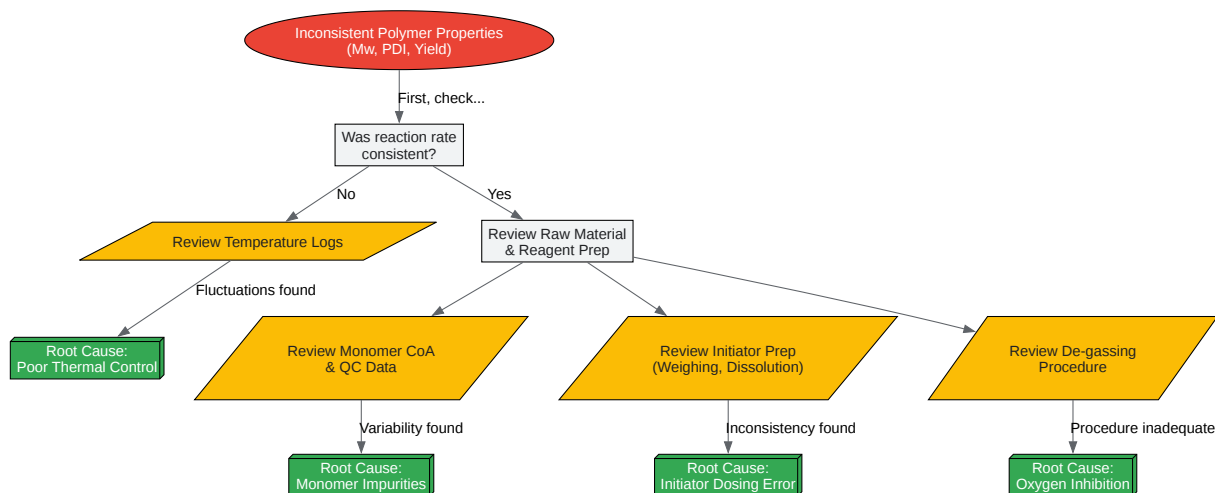 Inconsistent Polymer Properties
(Mw, PDI, Yield)
First, check...
Was reaction rate
consistent?
No
Yes
Review Temperature Logs
Review Raw Material
& Reagent Prep
Fluctuations found
Root Cause:
Poor Thermal Control
Review Monomer CoA
& QC Data
Review Initiator Prep
(Weighing, Dissolution)
Review De-gassing
Procedure
Variability found
Inconsistency found
Procedure inadequate
Root Cause:
Monomer Impurities
Root Cause:
Initiator Dosing Error
Root Cause:
Oxygen Inhibition